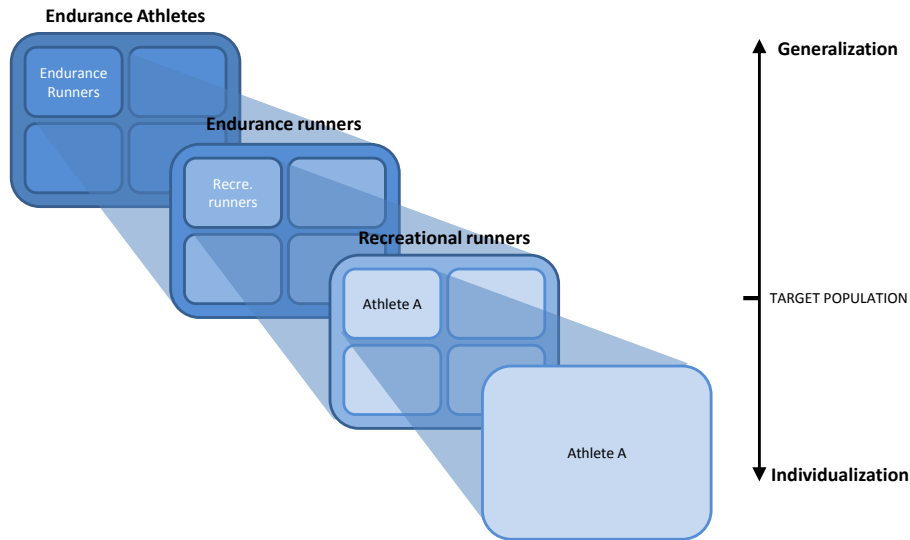 Endurance Athletes
Generalization
Endurance
Runners
Endurance runners
Recre.
runners
Recreational runners
TARGET POPULATION
Athlete A
Athlete A
Individualization